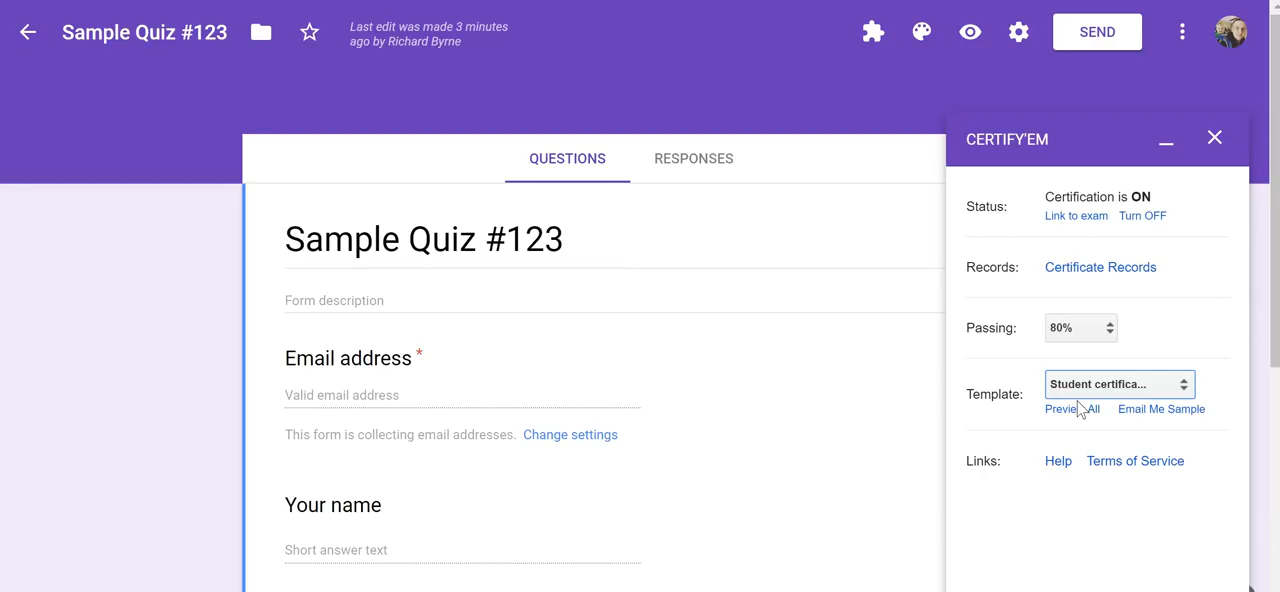 Sample Quiz #123
Last edit was made 3 minutes
ago by Richard Byrne
SEND
QUESTIONS
RESPONSES
Sample Quiz #123
Form description
Email address *
Valid email address
This form is collecting email addresses. Change settings
Your name
Short answer text
CERTIFY'EM
Status:
Certification is ON
Link to exam Turn OFF
Records:
Certificate Records
Passing:
80%
Template:
Student certifica...
Previe All Email Me Sample
Links:
Help Terms of Service